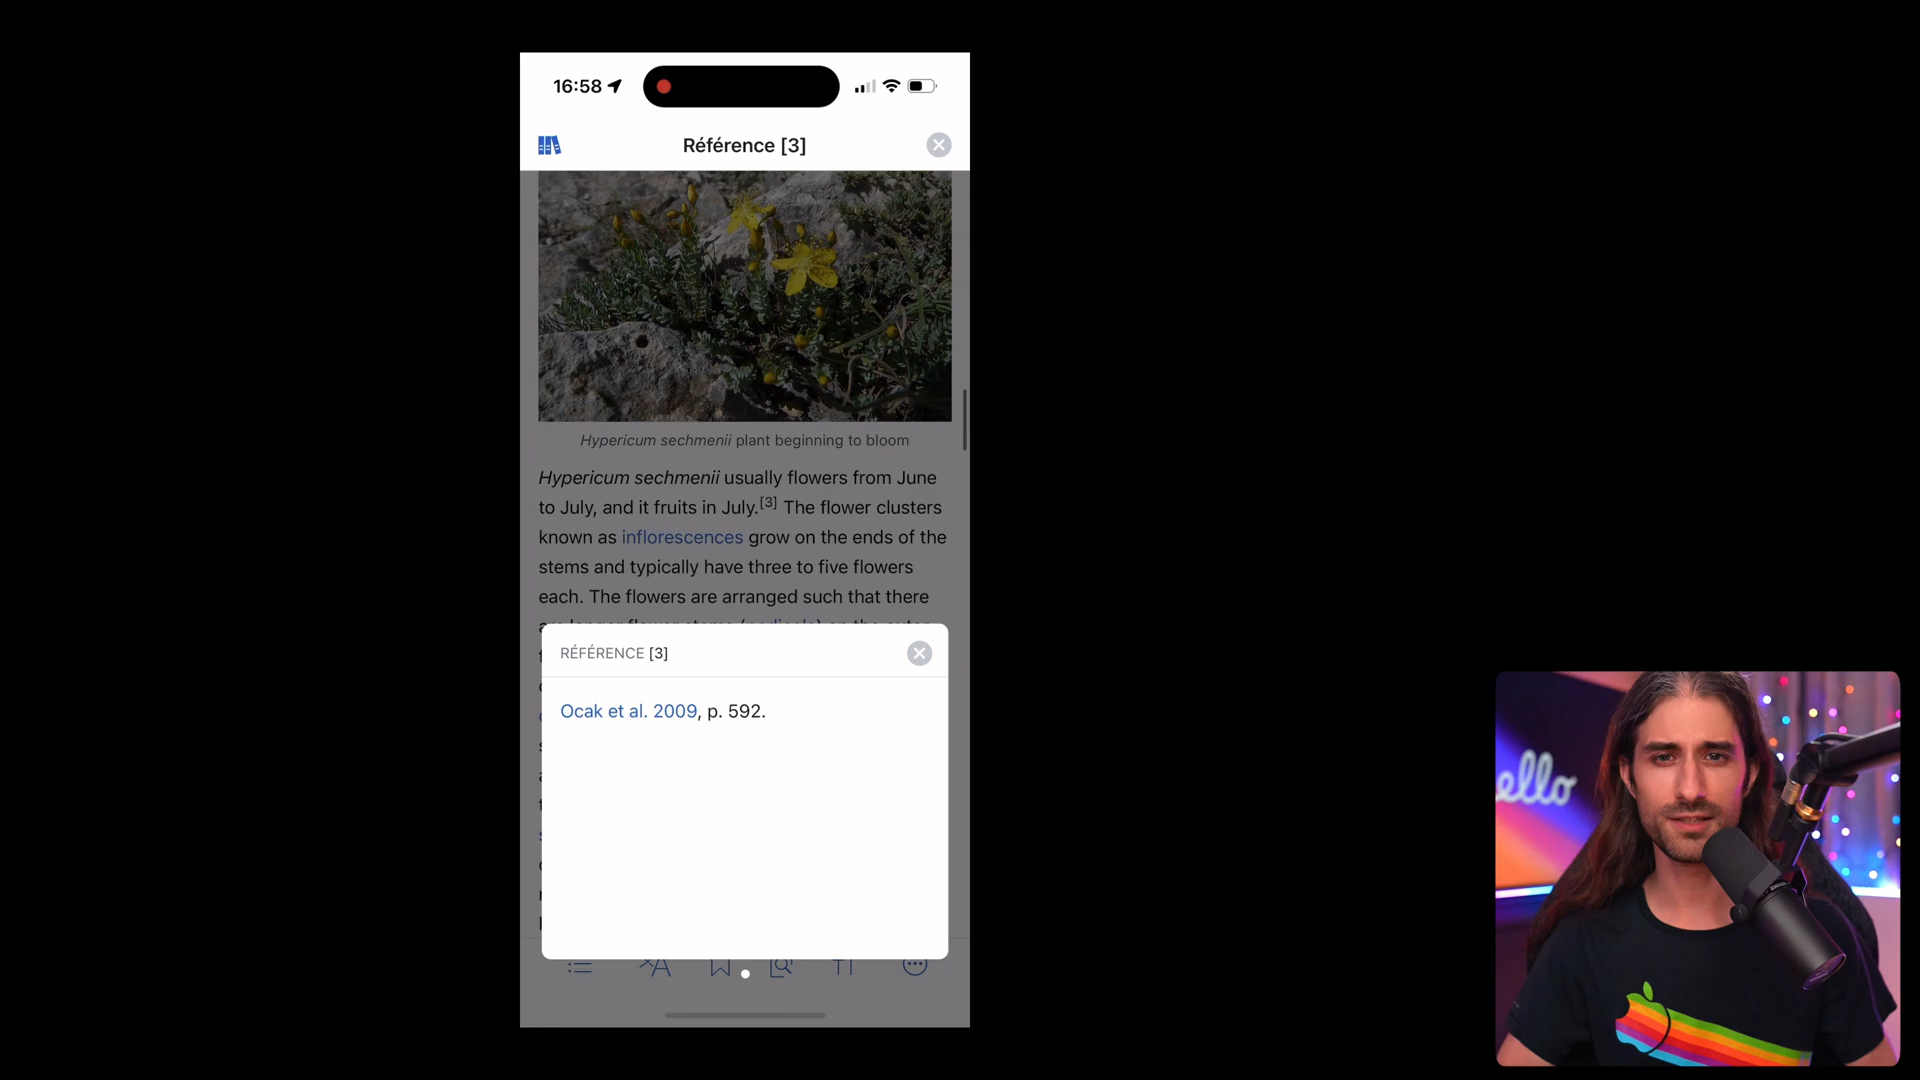 16:58
Référence [3]
Hypericum sechmenii plant beginning to bloom
Hypericum sechmenii usually flowers from June
to July, and it fruits in July.[3] The flower clusters
known as inflorescences grow on the ends of the
stems and typically have three to five flowers
each. The flowers are arranged such that there
RÉFÉRENCE [3]
Ocak et al. 2009, p. 592.
ello